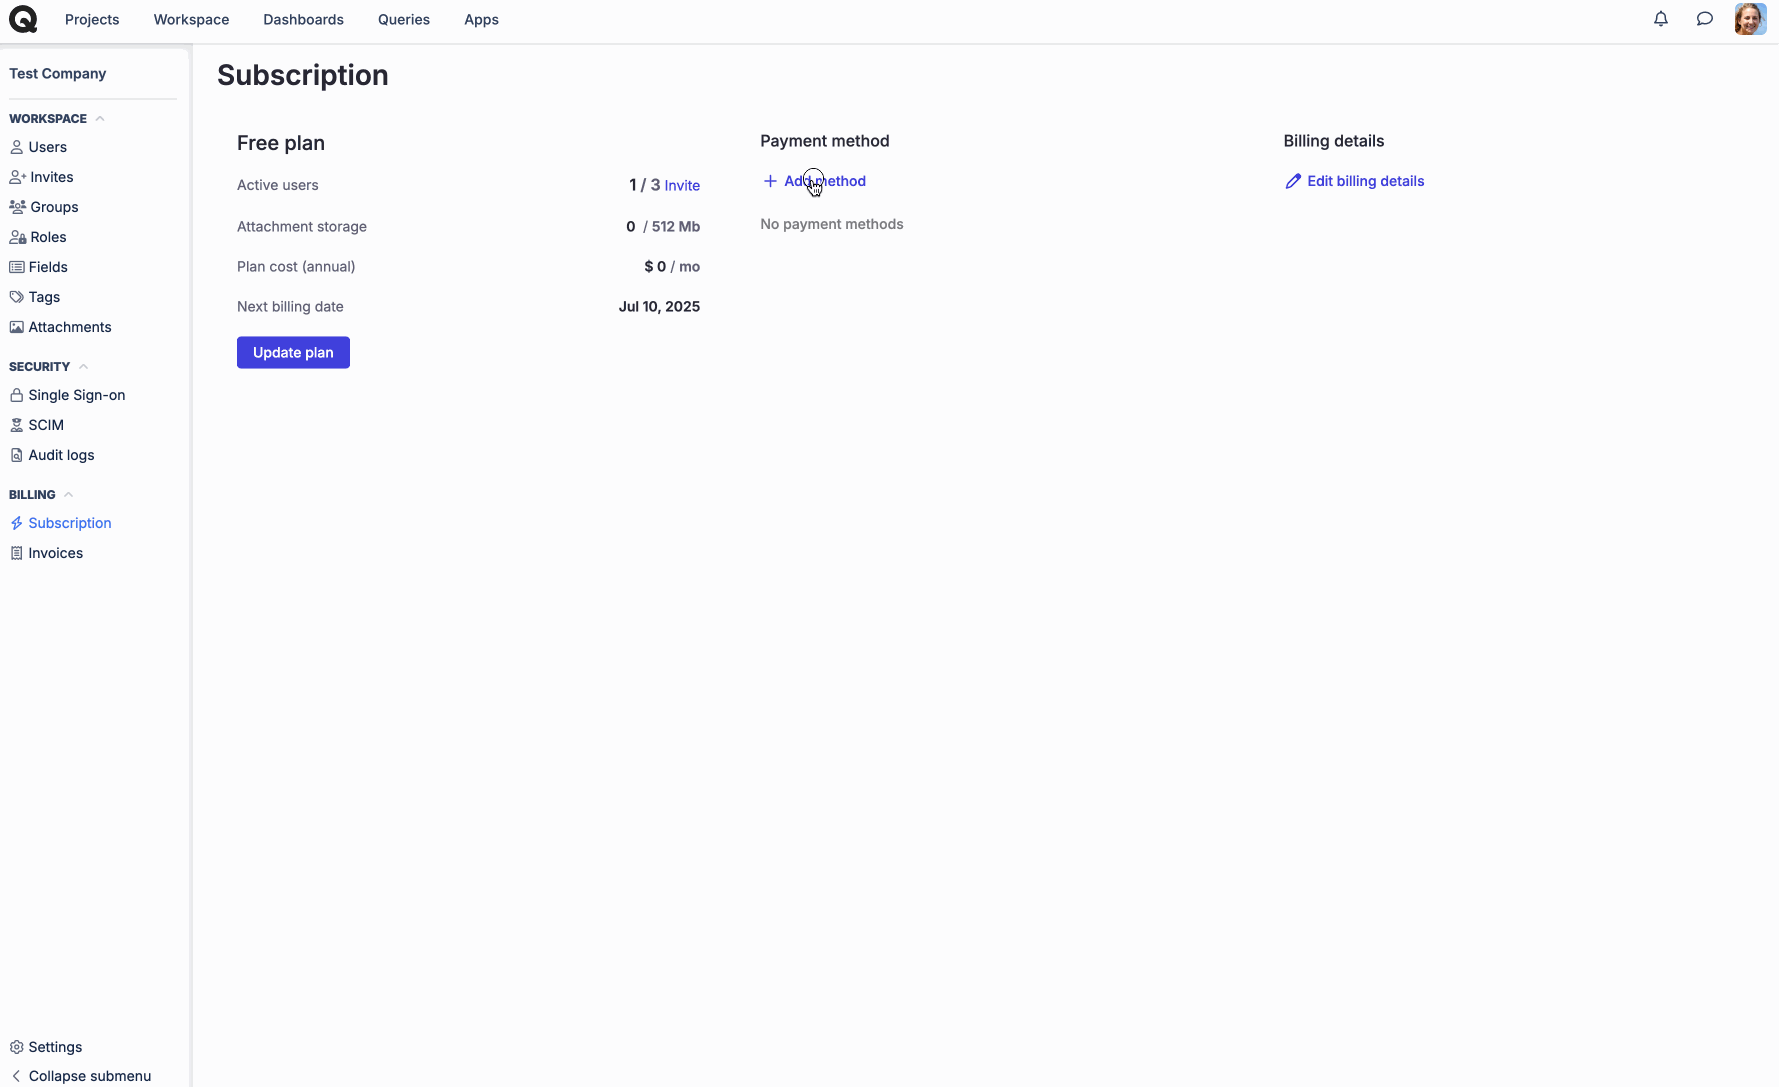 Projects
Workspace
Dashboards
Queries
Apps
Test Company
WORKSPACE
Users
Invites
Groups
Roles
Fields
Tags
Attachments
SECURITY
Single Sign-on
SCIM
Audit logs
BILLING
Subscription
Invoices
Settings
Collapse submenu
Subscription
Free plan
Active users
1 / 3 Invite
Attachment storage
0 / 512 Mb
Plan cost (annual)
$ 0 / mo
Next billing date
Jul 10, 2025
Update plan
Payment method
Add method
No payment methods
Billing details
Edit billing details